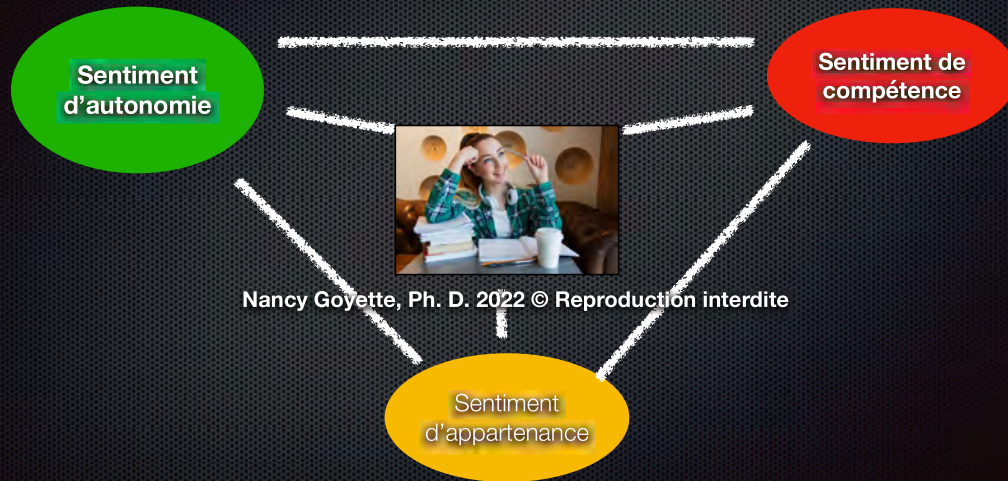 Sentiment
d’autonomie
Sentiment de
compétence
Nancy Goyette, Ph. D. 2022 © Reproduction interdite
Sentiment
d’appartenance